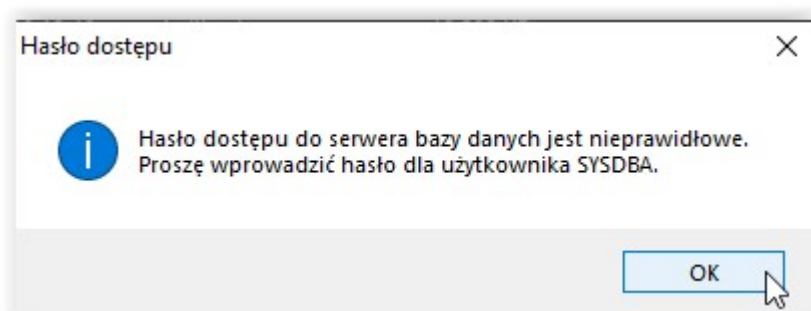 Hasło dostępu
Hasło dostępu do serwera bazy danych jest nieprawidłowe.
Proszę wprowadzić hasło dla użytkownika SYSDBA.
OK